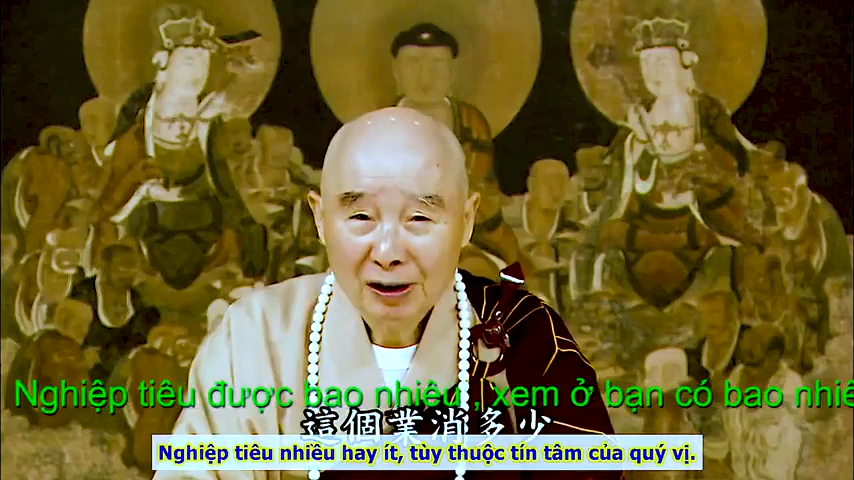 Nghiệp tiêu được bao nhiêu , xem ở bạn có bao nhiê
這個業消多少
Nghiệp tiêu nhiều hay ít, tùy thuộc tín tâm của quý vị.